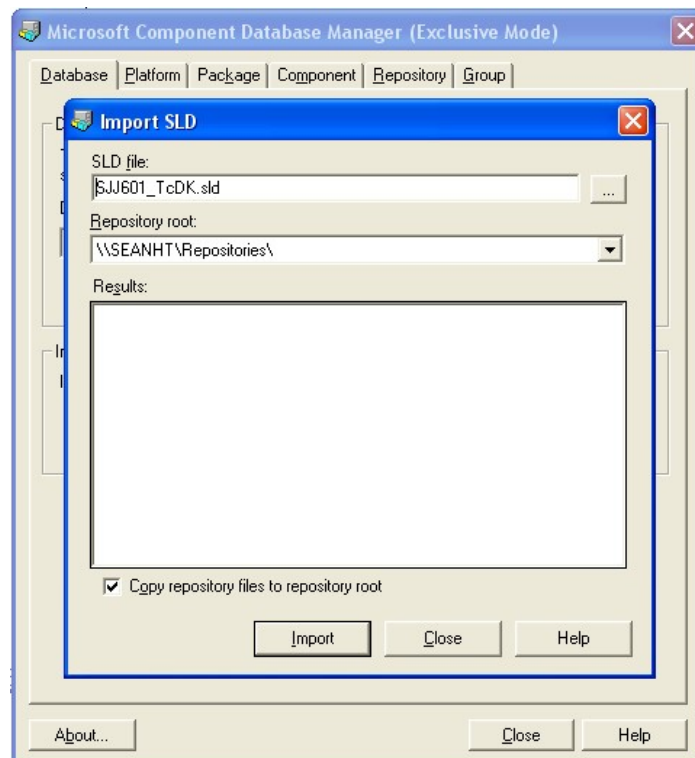 Microsoft Component Database Manager (Exclusive Mode)
Database Platform Package Component Repository Group
Import SLD
SLD file:
SJJ601_TcDK.sld
...
Repository root:
\\SEANHT\Repositories\
Results:
Copy repository files to repository root
Import Close Help
About... Close Help